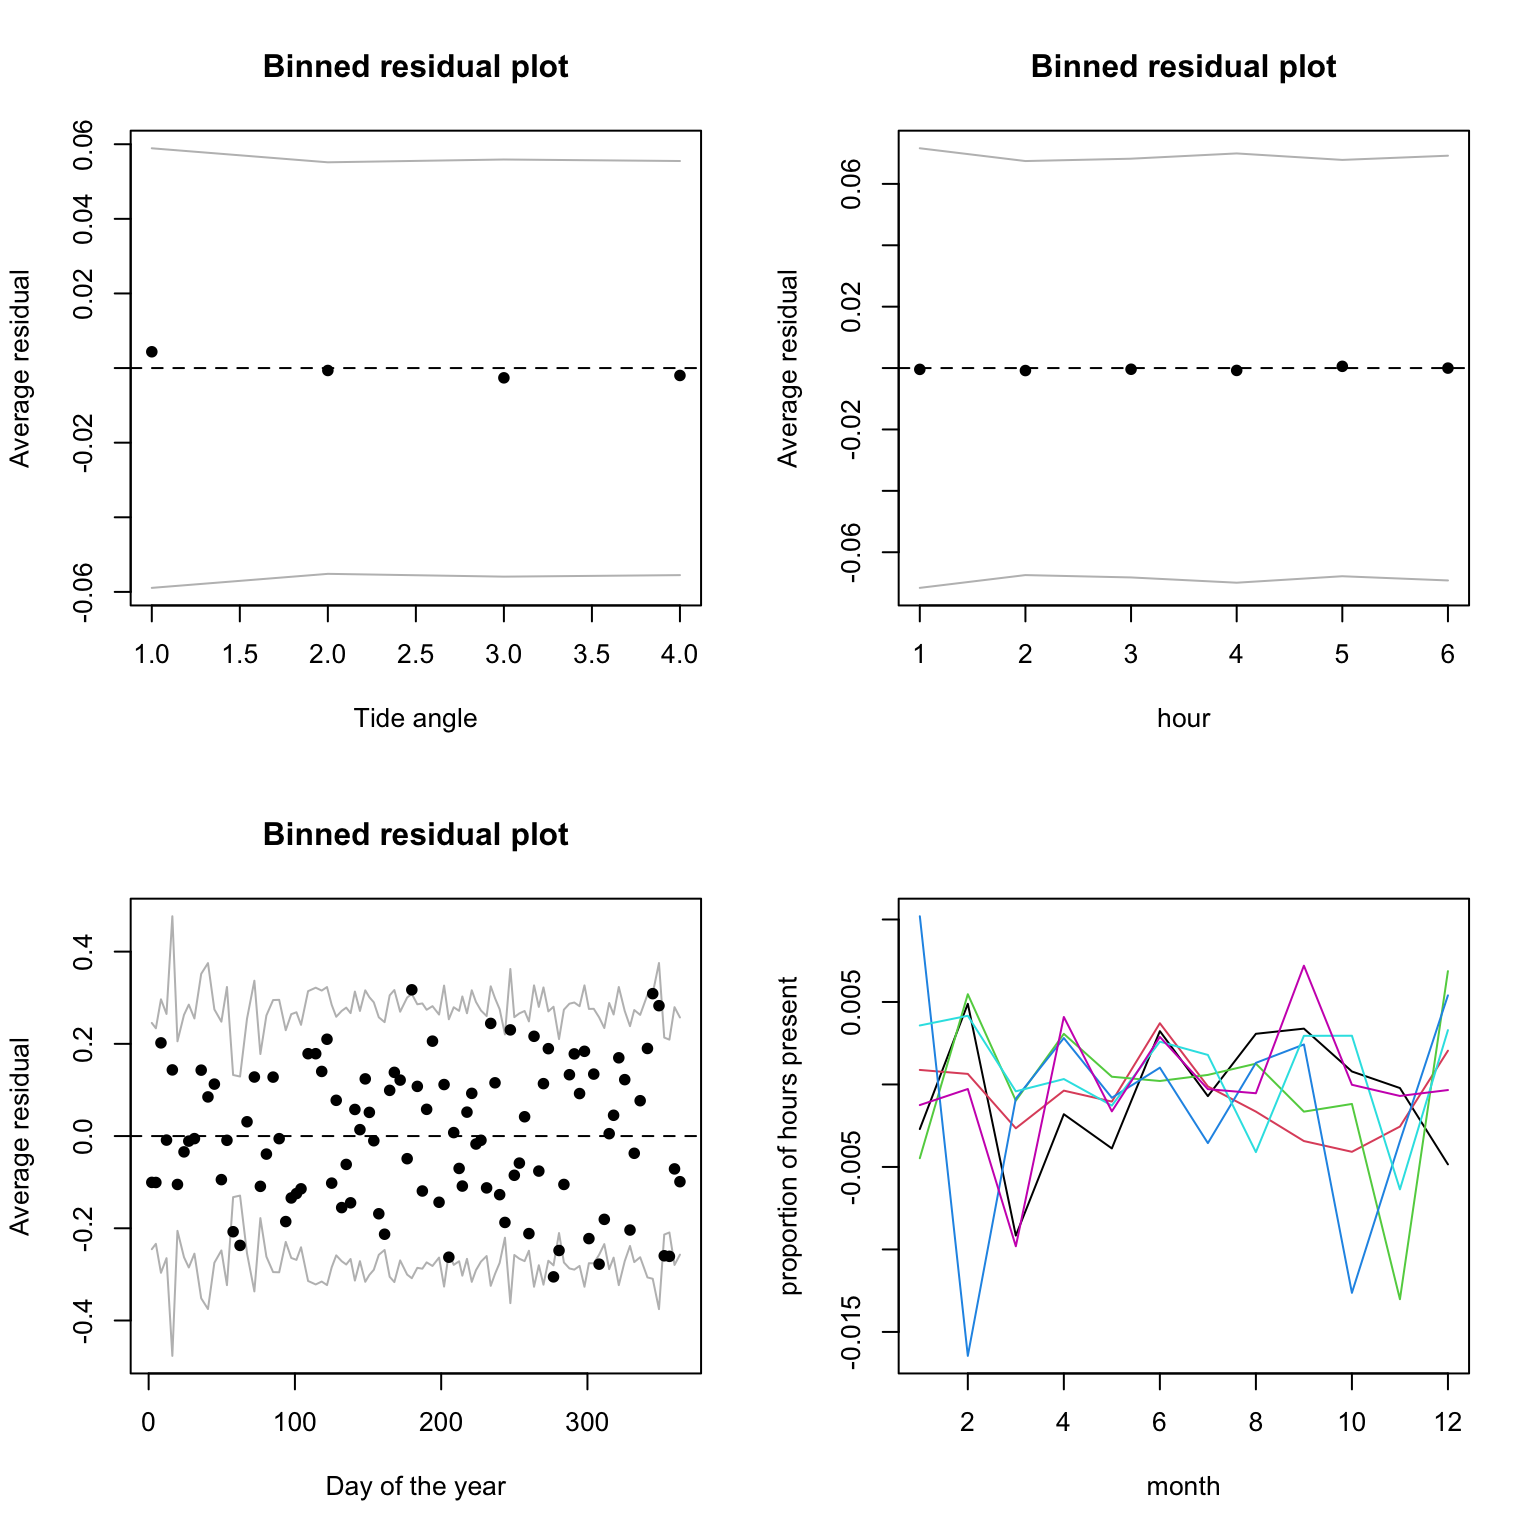 Binned residual plot
Average residual
0.06
0.04
0.02
-0.02
-0.06
1.0 1.5 2.0 2.5 3.0 3.5 4.0
Tide angle
Binned residual plot
Average residual
0.06
0.02
-0.02
-0.06
1 2 3 4 5 6
hour
Binned residual plot
Average residual
0.4
0.2
0.0
-0.2
-0.4
0 100 200 300
Day of the year
proportion of hours present
0.005
-0.005
-0.015
2 4 6 8 10 12
month